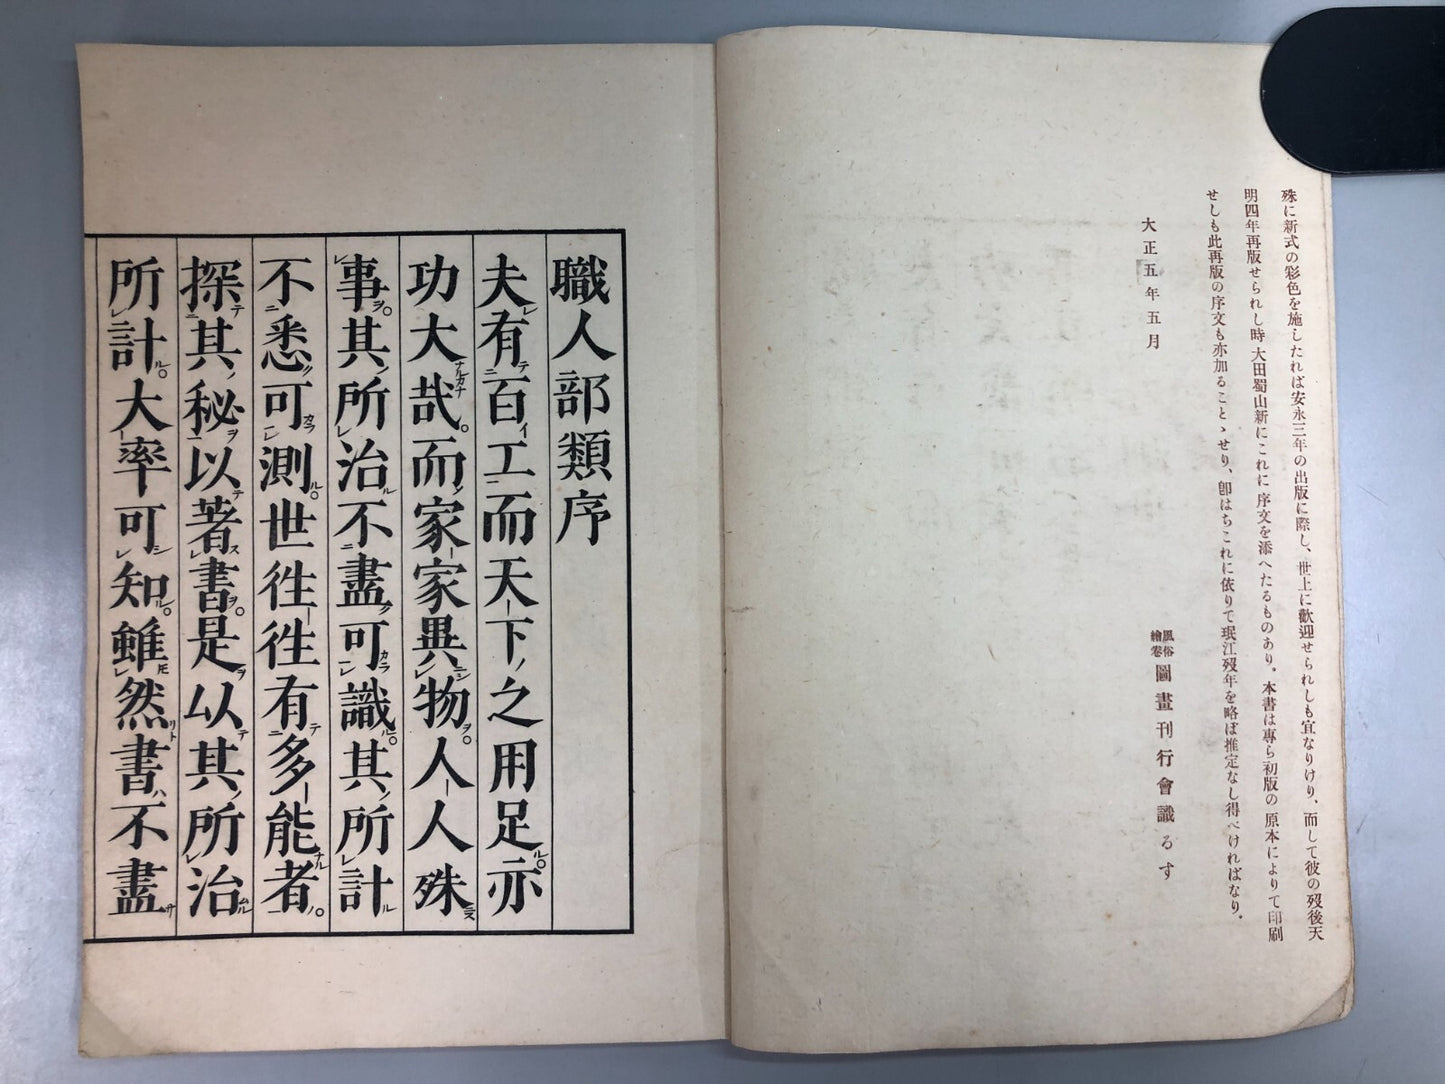 殊に新式の彩色を施したれば安永三年の出版に際し、世上に歡迎せられしも宜なりけり、而して彼の歿後天
明四年再版せられし時大田蜀山新にこれに序文を添へたるものあり。本書は專ら初版の原本によりて印刷
せしも此再版の序文も亦加ることゝせり、卽はちこれに依りて珉江歿年を略ぼ推定なし得べければなり。
大正五年五月
風俗繪卷圖畫刊行會識るす
職人部類序
夫有百工而天下之用足亦
功大哉而家家異物人人殊
事其所治不盡可識其所計
不悉可測世徃徃有多能者
探其秘以著書是以其所治
所計大率可知雖然書不盡